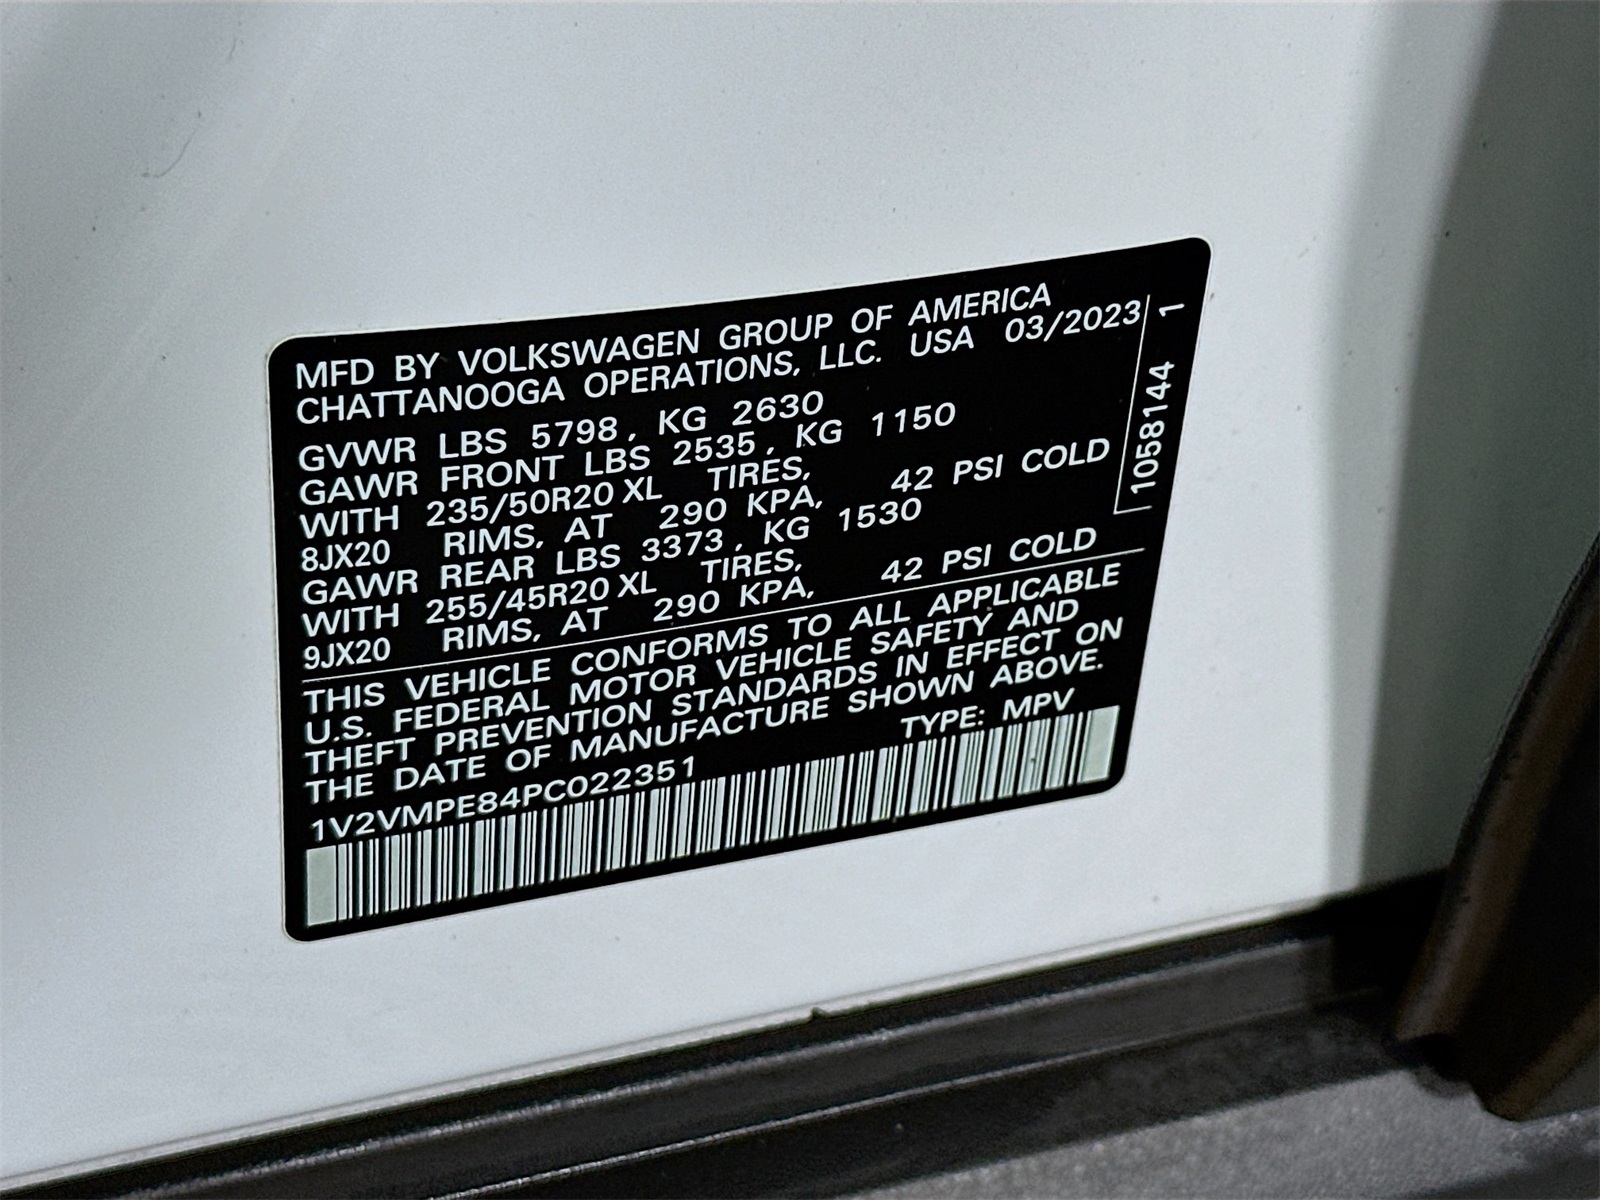 MFD BY VOLKSWAGEN GROUP OF AMERICA
CHATTANOOGA OPERATIONS, LLC. USA 03/2023
GVWR LBS 5798, KG 2630
GAWR FRONT LBS 2535, KG 1150
WITH 235/50R20 XL TIRES,
8JX20 RIMS, AT 290 KPA, 42 PSI COLD
GAWR REAR LBS 3373, KG 1530
WITH 255/45R20 XL TIRES,
9JX20 RIMS, AT 290 KPA, 42 PSI COLD
THIS VEHICLE CONFORMS TO ALL APPLICABLE
U.S. FEDERAL MOTOR VEHICLE SAFETY AND
THEFT PREVENTION STANDARDS IN EFFECT ON
THE DATE OF MANUFACTURE SHOWN ABOVE.
TYPE: MPV
1V2VMPE84PC022351
1058144 1